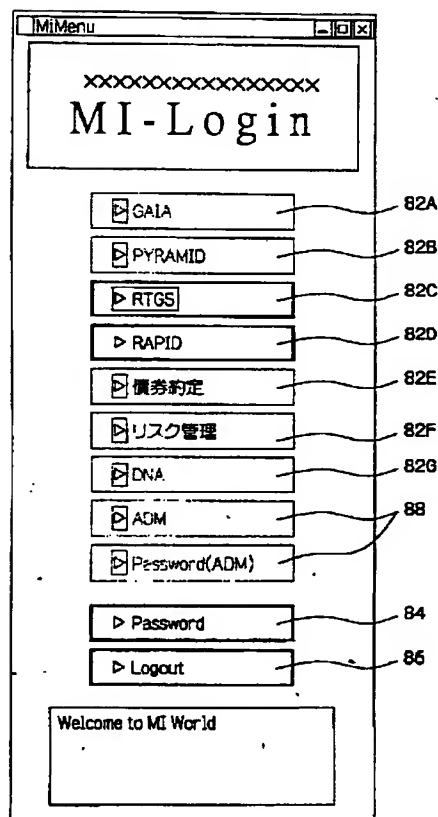 MiMenu
XXXXXXXXXXXXXXXXX
MI-Login
GAIA 82A
PYRAMID 82B
RTGS 82C
RAPID 82D
債券約定 82E
リスク管理 82F
DNA 82G
ADM 88
Password(ADM)
Password 84
Logout 86
Welcome to MI World